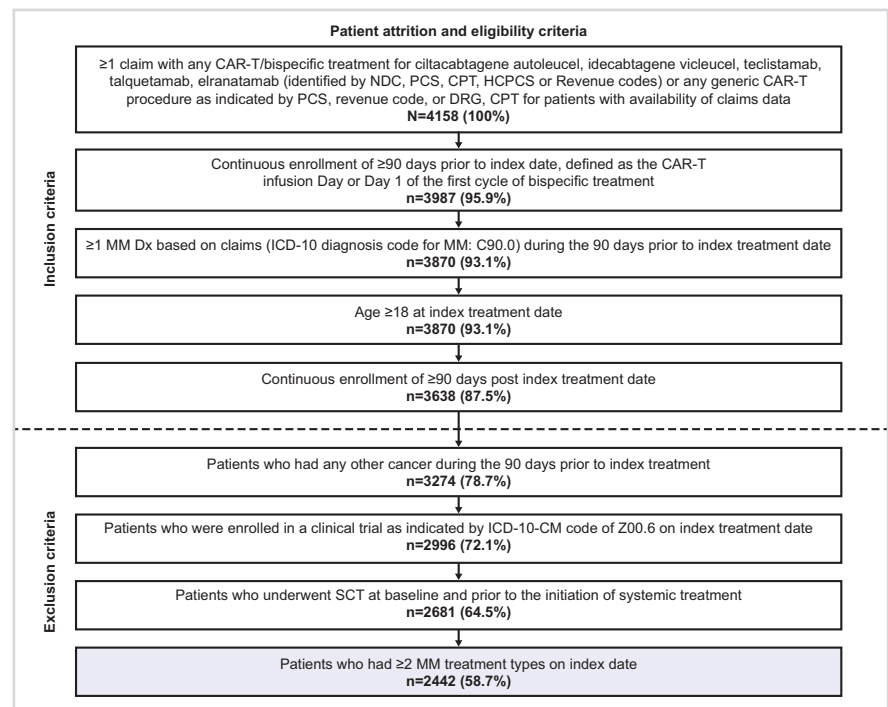 Patient attrition and eligibility criteria
Inclusion criteria
≥1 claim with any CAR-T/bispecific treatment for ciltacabtagene autoleucel, idecabtagene vicleucel, teclistamab,
talquetamab, elranatamab (identified by NDC, PCS, CPT, HCPCS or Revenue codes) or any generic CAR-T
procedure as indicated by PCS, revenue code, or DRG, CPT for patients with availability of claims data
N=4158 (100%)
Continuous enrollment of ≥90 days prior to index date, defined as the CAR-T
infusion Day or Day 1 of the first cycle of bispecific treatment
n=3987 (95.9%)
≥1 MM Dx based on claims (ICD-10 diagnosis code for MM: C90.0) during the 90 days prior to index treatment date
n=3870 (93.1%)
Age ≥18 at index treatment date
n=3870 (93.1%)
Continuous enrollment of ≥90 days post index treatment date
n=3638 (87.5%)
Exclusion criteria
Patients who had any other cancer during the 90 days prior to index treatment
n=3274 (78.7%)
Patients who were enrolled in a clinical trial as indicated by ICD-10-CM code of Z00.6 on index treatment date
n=2996 (72.1%)
Patients who underwent SCT at baseline and prior to the initiation of systemic treatment
n=2681 (64.5%)
Patients who had ≥2 MM treatment types on index date
n=2442 (58.7%)